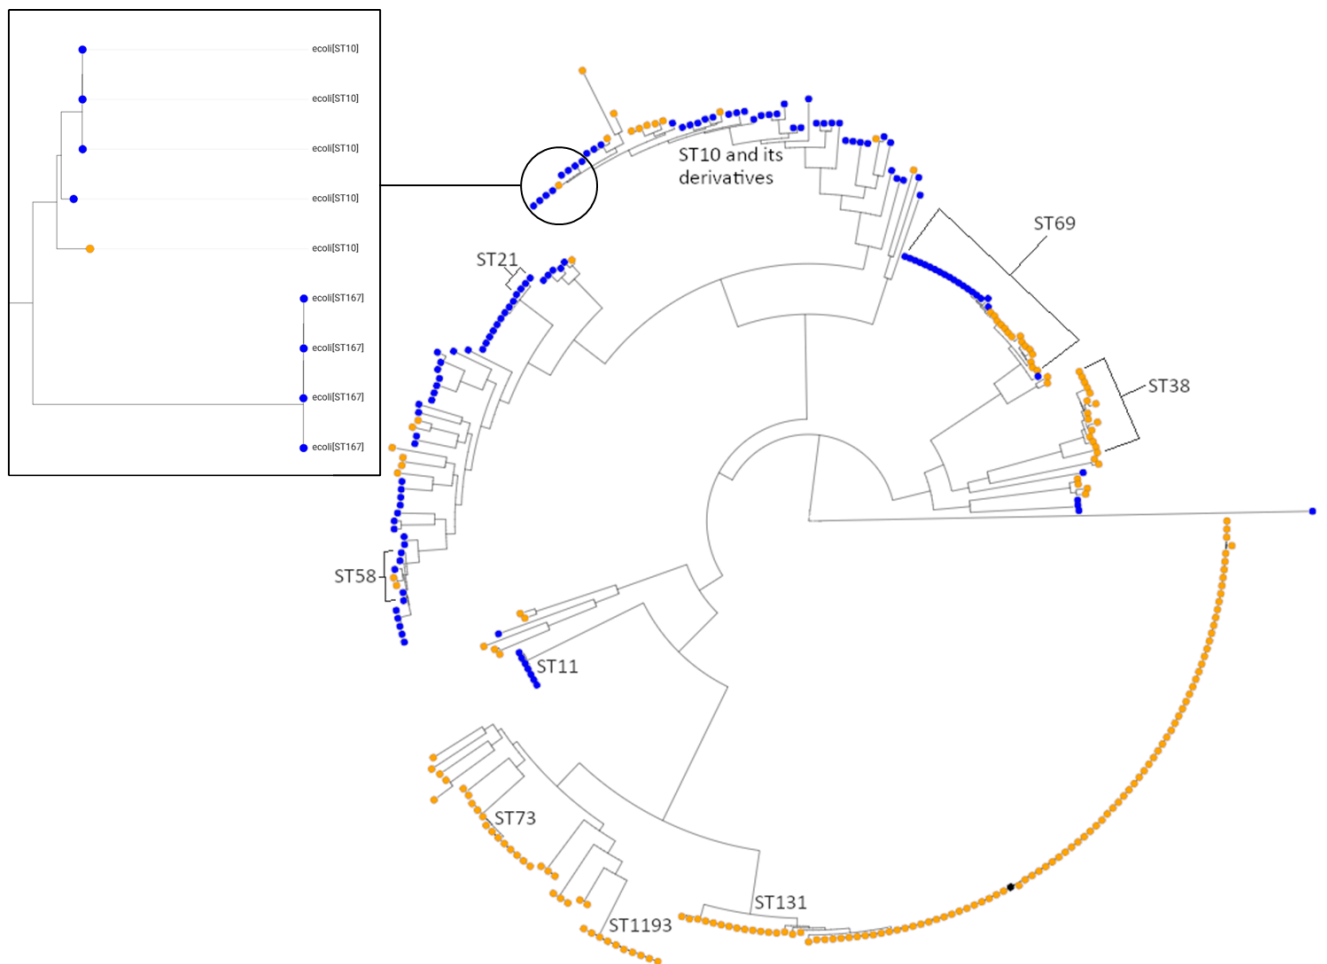 ecoli[ST10]
ecoli[ST10]
ecoli[ST10]
ecoli[ST10]
ecoli[ST10]
ecoli[ST167]
ecoli[ST167]
ecoli[ST167]
ecoli[ST167]
ST10 and its
derivatives
ST69
ST21
ST38
ST58
ST11
ST73
ST131
ST1193